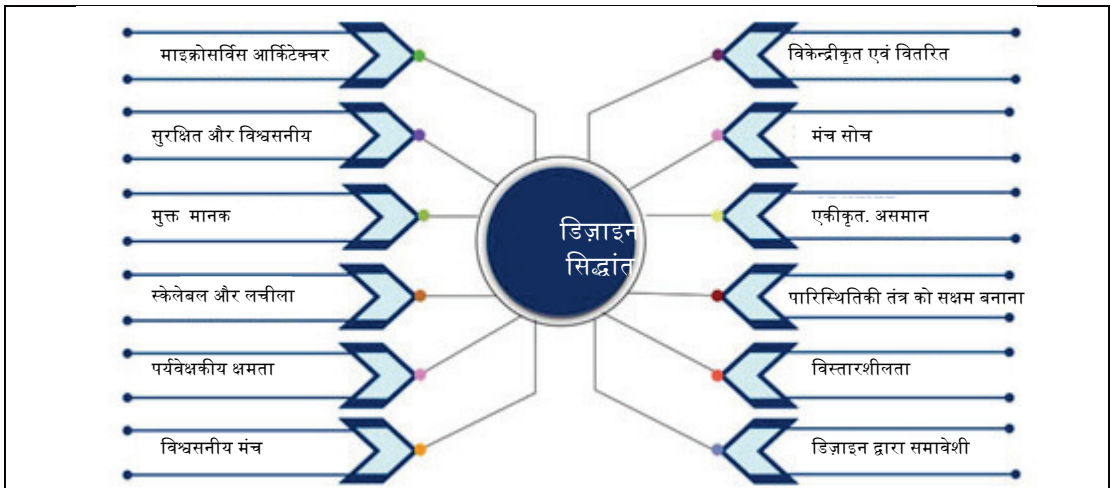 माइक्रोसर्विस आर्किटेक्चर
सुरक्षित और विश्वसनीय
मुक्त मानक
स्केलेबल और लचीला
पर्यवेक्षकीय क्षमता
विश्वसनीय मंच
डिज़ाइन
सिद्धांत
विकेन्द्रीकृत एवं वितरित
मंच सोच
एकीकृत. असमान
पारिस्थितिकी तंत्र को सक्षम बनाना
विस्तारशीलता
डिज़ाइन द्वारा समावेशी